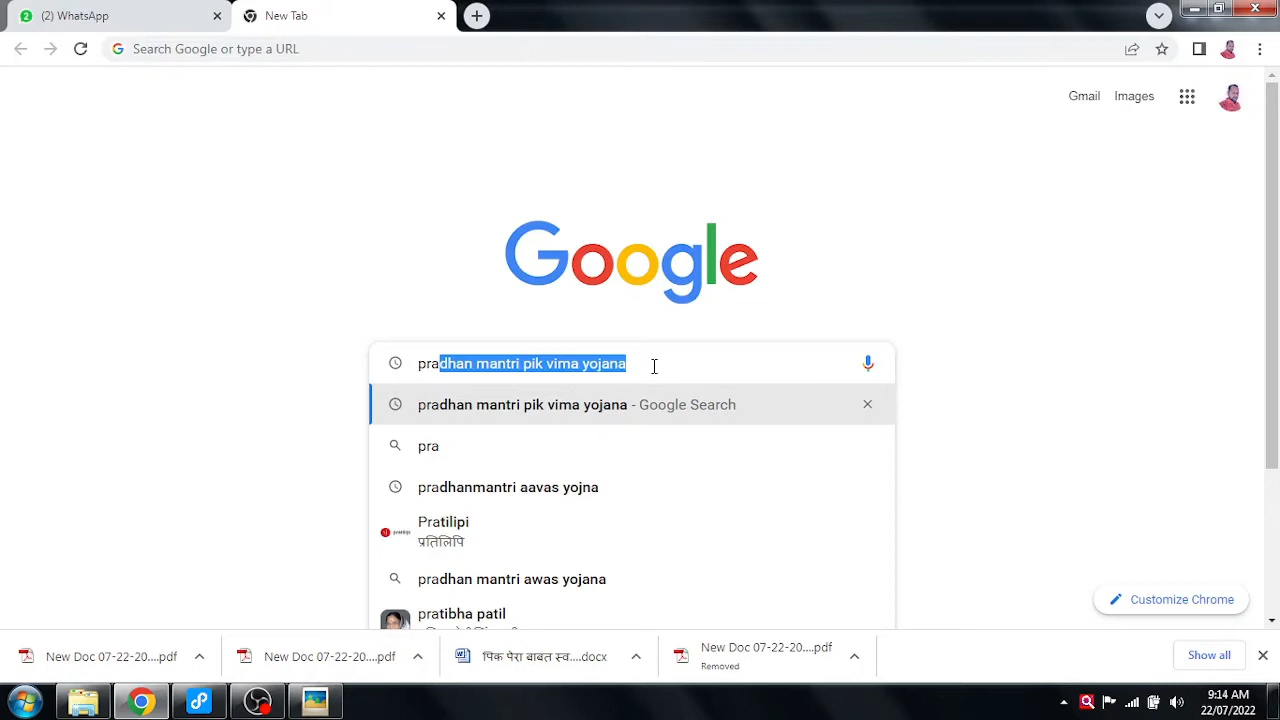 (2) WhatsApp
New Tab
Search Google or type a URL
Gmail Images
Google
pradhan mantri pik vima yojana
pradhan mantri pik vima yojana - Google Search
pra
pradhanmantri aavas yojna
Pratilipi
प्रतिलिपि
pradhan mantri awas yojana
pratibha patil
Customize Chrome
New Doc 07-22-20....pdf
New Doc 07-22-20....pdf
पिक पेरा बाबत स्व....docx
New Doc 07-22-20....pdf
Removed
Show all
9:14 AM
22/07/2022